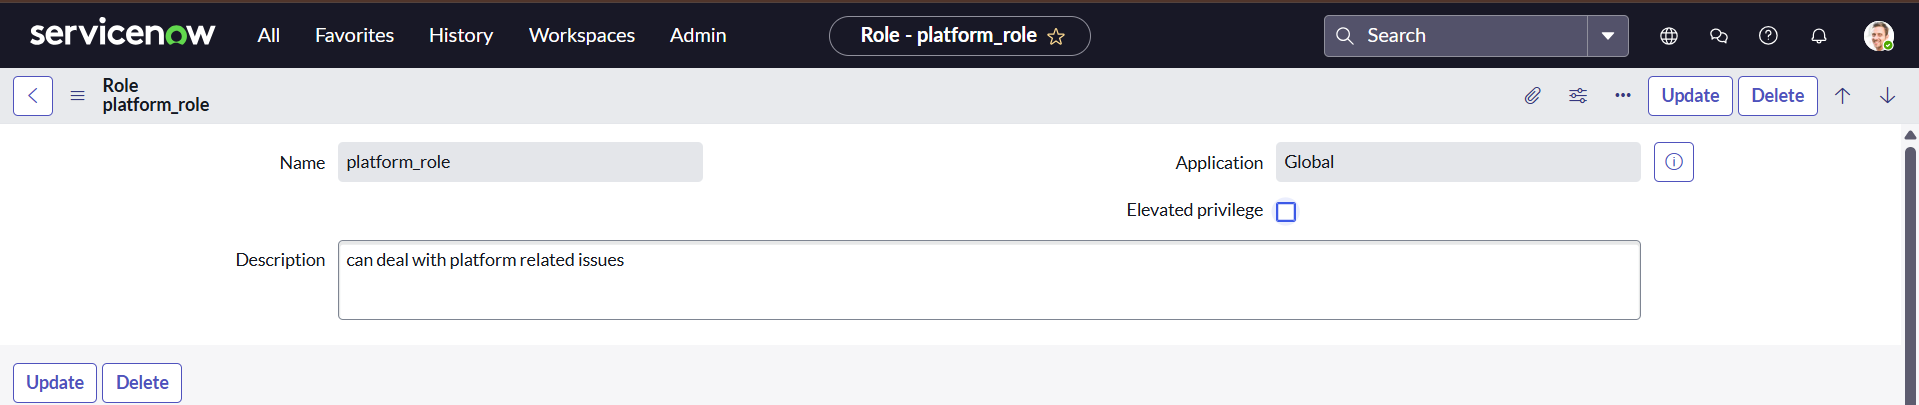 servicenow All Favorites History Workspaces Admin Role - platform_role Search
Role
platform_role
Update Delete
Name platform_role Application Global
Elevated privilege
Description can deal with platform related issues
Update Delete